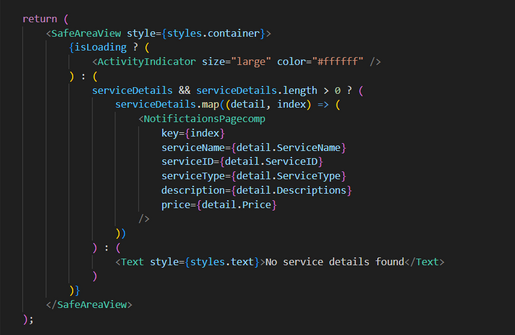 return (
<SafeAreaView style={styles.container}>
{isLoading ? (
<ActivityIndicator size="large" color="#ffffff" />
) : (
serviceDetails && serviceDetails.length > 0 ? (
serviceDetails.map((detail, index) => (
<NotifictaionsPagecomp
key={index}
serviceName={detail.ServiceName}
serviceID={detail.ServiceID}
serviceType={detail.ServiceType}
description={detail.Descriptions}
price={detail.Price}
/>
))
) : (
<Text style={styles.text}>No service details found</Text>
)
)}
</SafeAreaView>
);